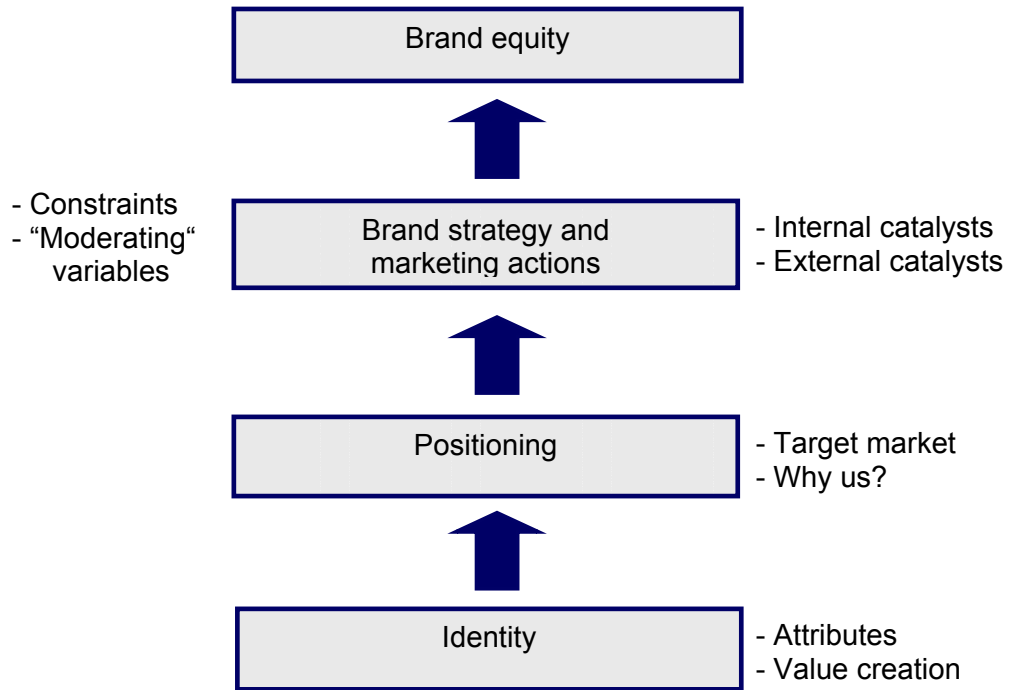 Brand equity
- Constraints
- “Moderating“
variables
Brand strategy and
marketing actions
- Internal catalysts
- External catalysts
Positioning
- Target market
- Why us?
Identity
- Attributes
- Value creation